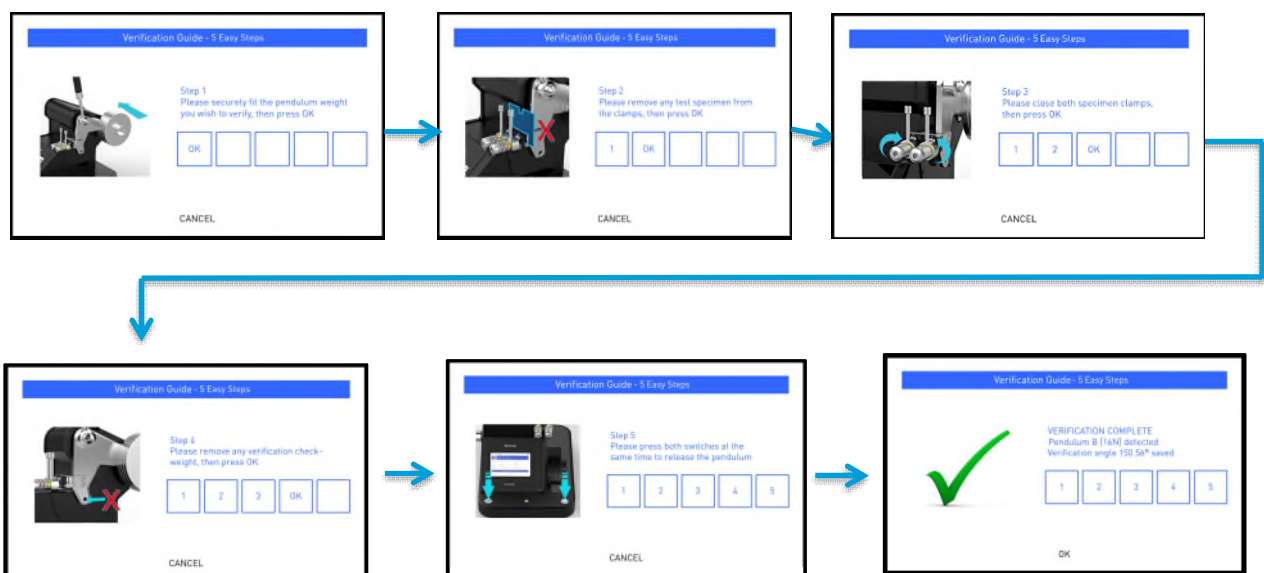 Verification Guide - 5 Easy Steps
Step 1
Please securely fit the pendulum weight
you wish to verify, then press OK
OK
CANCEL
Verification Guide - 5 Easy Steps
Step 2
Please remove any test specimen from
the clamps, then press OK
1 OK
CANCEL
Verification Guide - 5 Easy Steps
Step 3
Please close both specimen clamps,
then press OK
1 2 OK
CANCEL
Verification Guide - 5 Easy Steps
Step 4
Please remove any verification check-
weight, then press OK
1 2 3 OK
CANCEL
Verification Guide - 5 Easy Steps
Step 5
Please press both switches at the
same time to release the pendulum
1 2 3 4 5
CANCEL
Verification Guide- 5 Easy Steps
VERIFICATION COMPLETE
Pendulum B [16N] detected
Verification angle 150.56° saved
1 2 3 4 5
OK